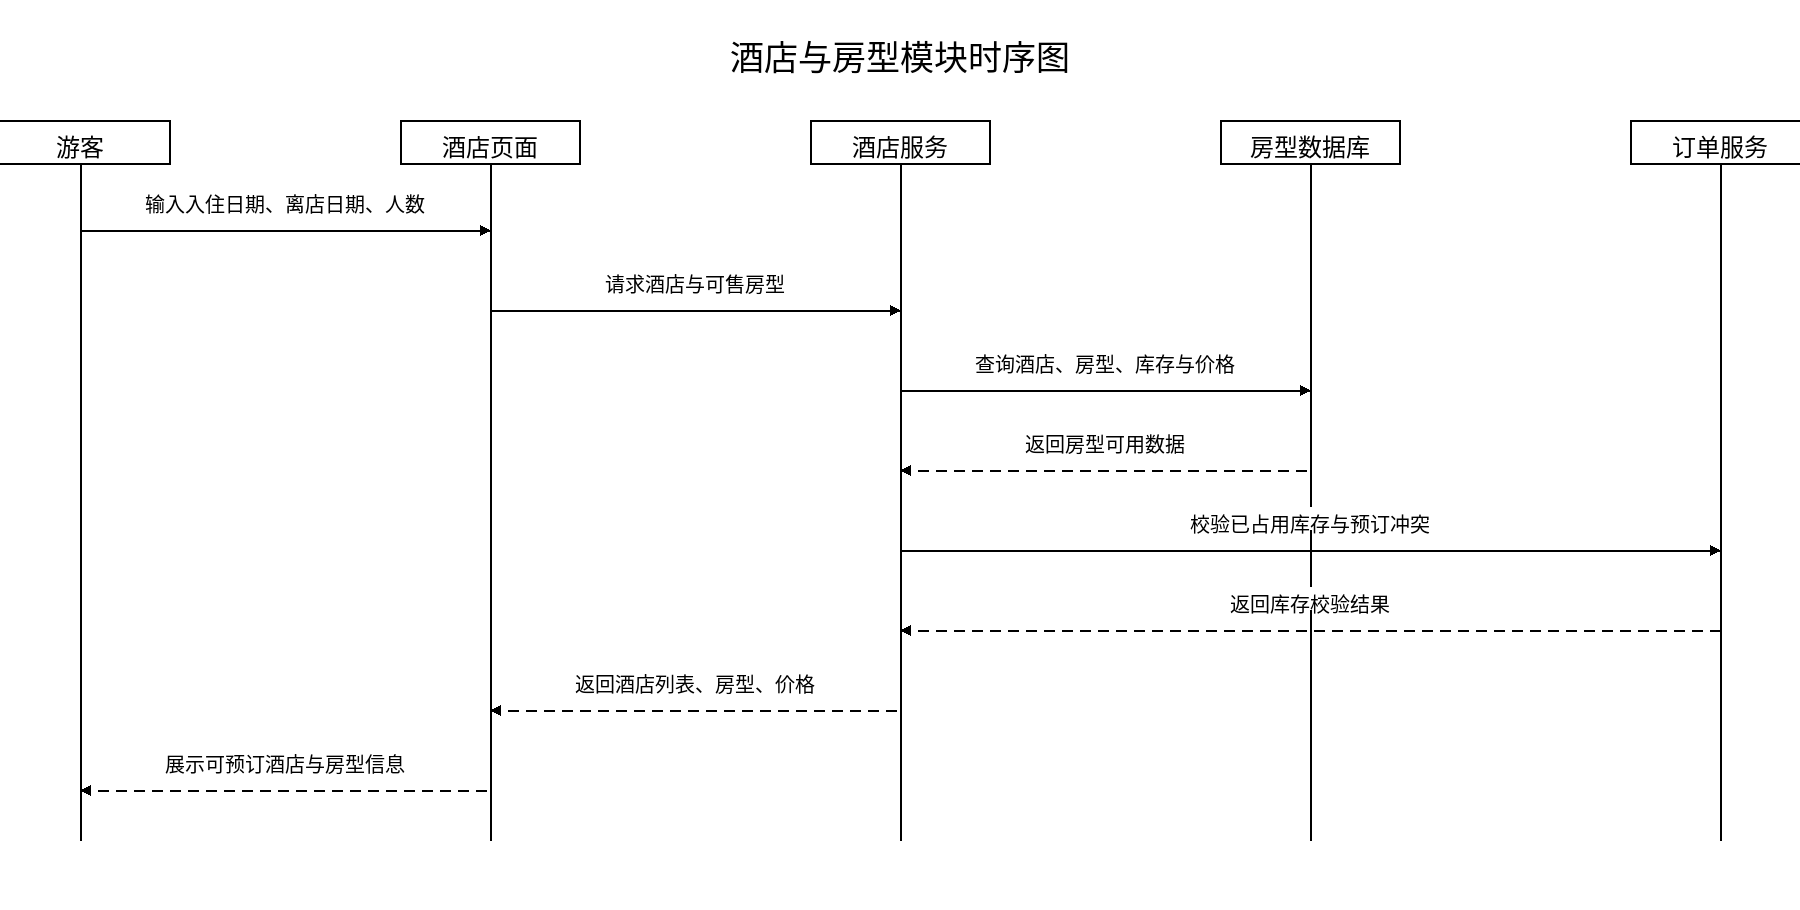 酒店与房型模块时序图
游客
酒店页面
酒店服务
房型数据库
订单服务
输入入住日期、离店日期、人数
请求酒店与可售房型
查询酒店、房型、库存与价格
返回房型可用数据
校验已占用库存与预订冲突
返回库存校验结果
返回酒店列表、房型、价格
展示可预订酒店与房型信息